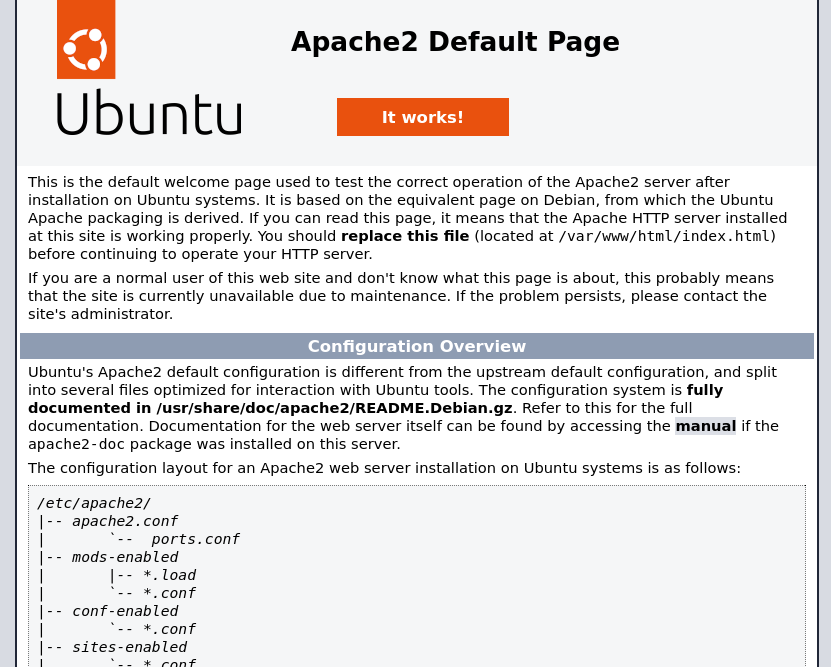 Apache2 Default Page
Ubuntu
It works!
This is the default welcome page used to test the correct operation of the Apache2 server after
installation on Ubuntu systems. It is based on the equivalent page on Debian, from which the Ubuntu
Apache packaging is derived. If you can read this page, it means that the Apache HTTP server installed
at this site is working properly. You should replace this file (located at /var/www/html/index.html)
before continuing to operate your HTTP server.
If you are a normal user of this web site and don't know what this page is about, this probably means
that the site is currently unavailable due to maintenance. If the problem persists, please contact the
site's administrator.
Configuration Overview
Ubuntu's Apache2 default configuration is different from the upstream default configuration, and split
into several files optimized for interaction with Ubuntu tools. The configuration system is fully
documented in /usr/share/doc/apache2/README.Debian.gz. Refer to this for the full
documentation. Documentation for the web server itself can be found by accessing the manual if the
apache2-doc package was installed on this server.
The configuration layout for an Apache2 web server installation on Ubuntu systems is as follows:
/etc/apache2/
|-- apache2.conf
|       `--  ports.conf
|-- mods-enabled
|       |-- *.load
|       `-- *.conf
|-- conf-enabled
|       `-- *.conf
|-- sites-enabled
|       `-- *.conf